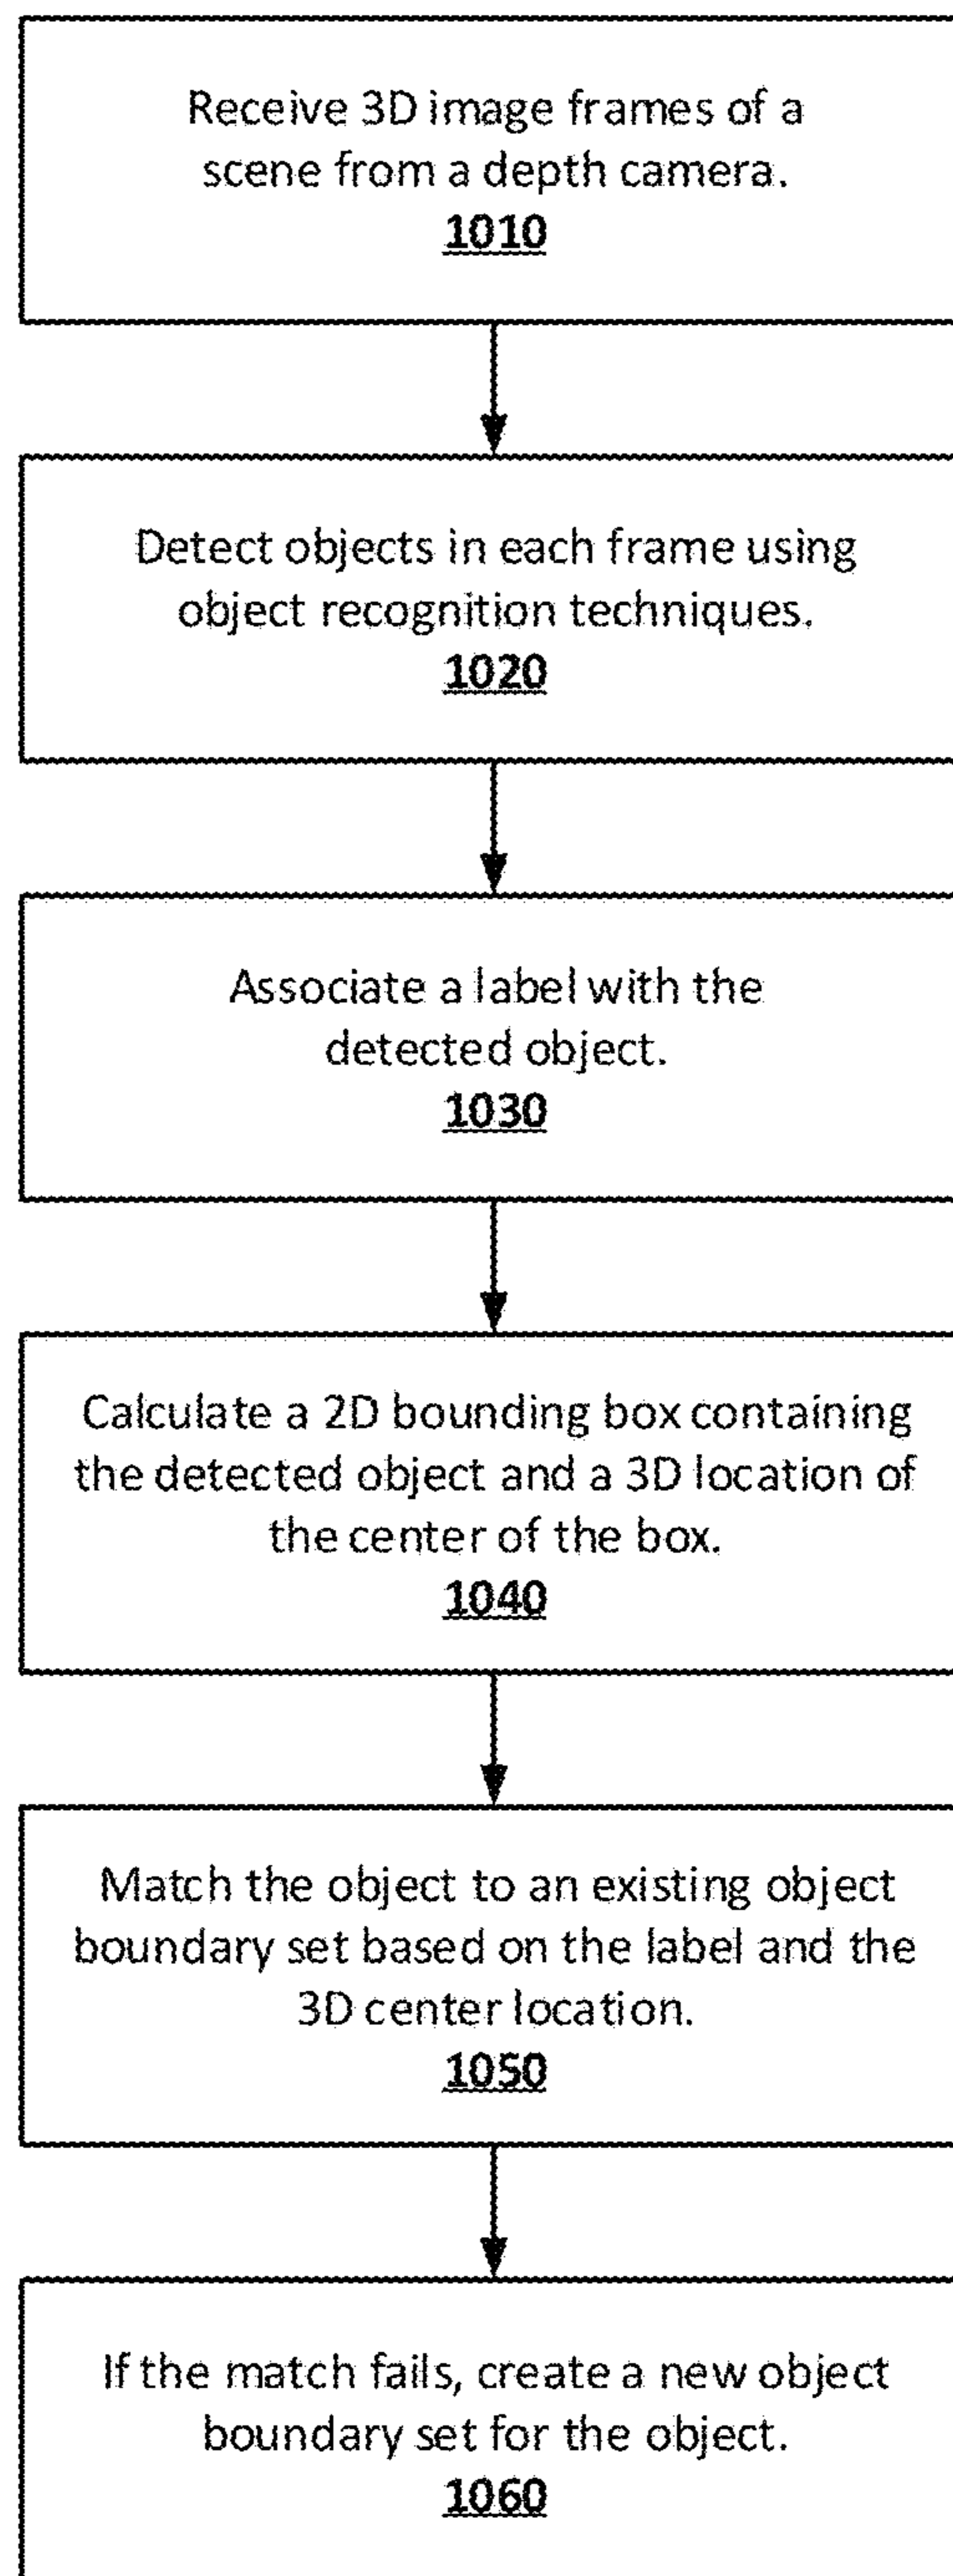 Receive 3D image frames of a
scene from a depth camera.
1010
Detect objects in each frame using
object recognition techniques.
1020
Associate a label with the
detected object.
1030
Calculate a 2D bounding box containing
the detected object and a 3D location of
the center of the box.
1040
Match the object to an existing object
boundary set based on the label and the
3D center location.
1050
If the match fails, create a new object
boundary set for the object.
1060